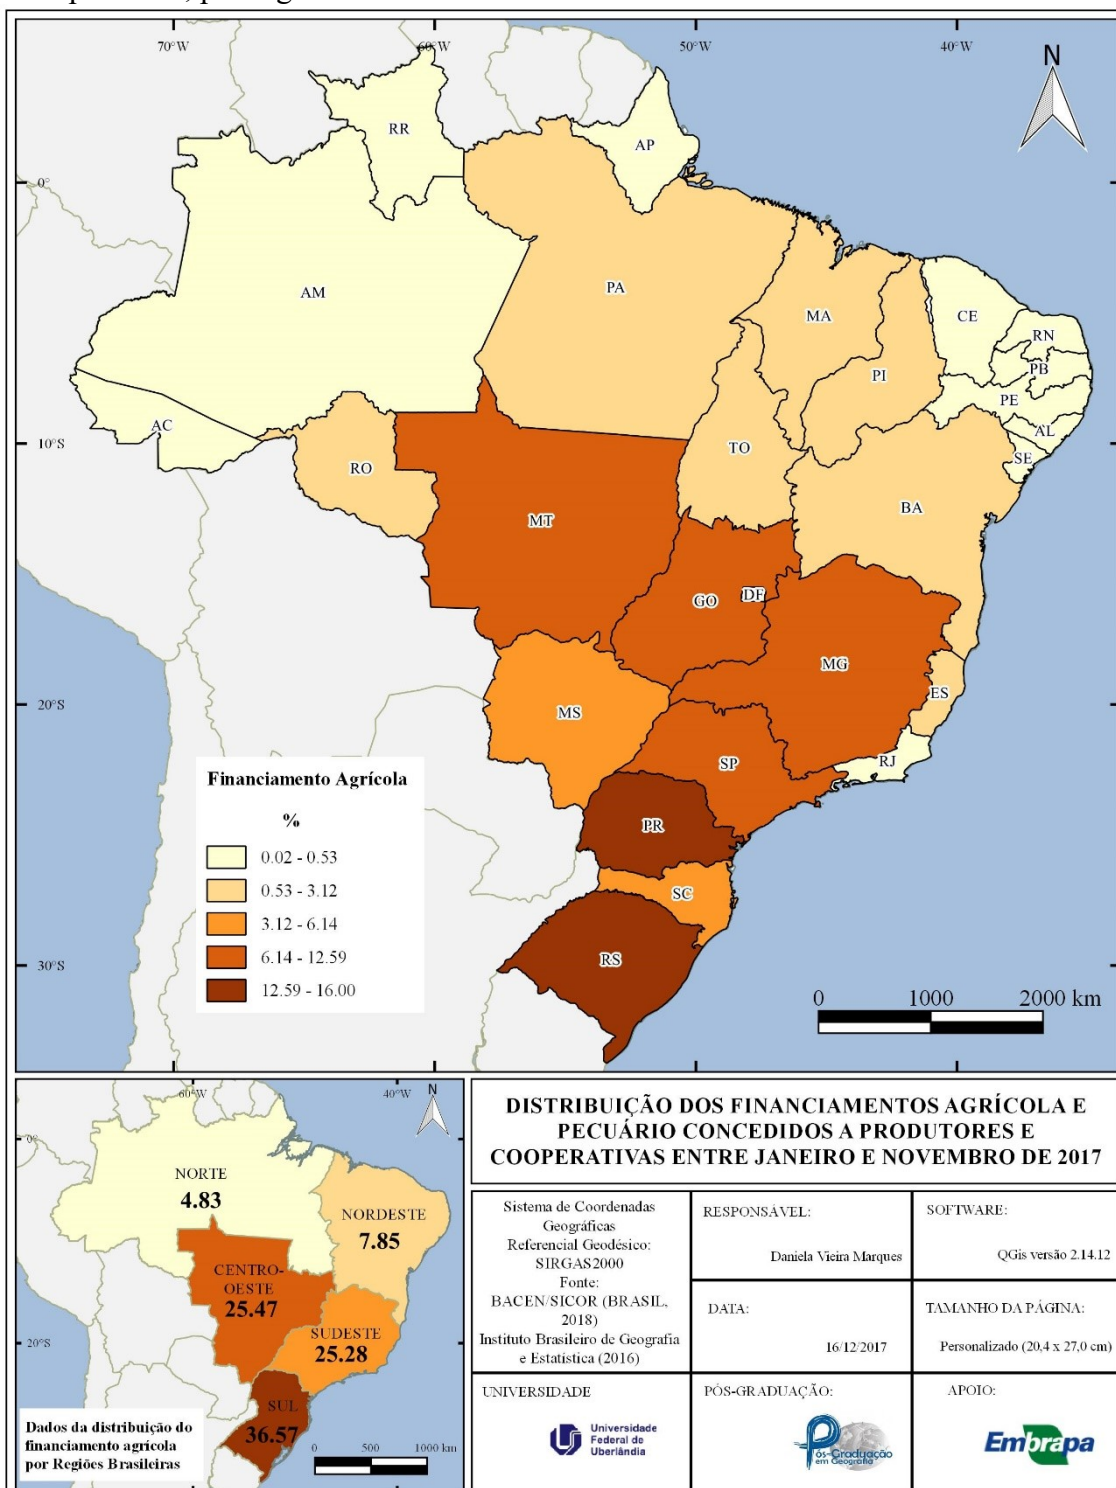 70°W
60°W
50°W
40°W
N
RR
AP
0°
AM
PA
MA
CE
RN
PI
PB
PE
AC
AL
10°S
TO
SE
RO
BA
MT
GO
DF
MG
ES
20°S
MS
SP
RJ
PR
SC
RS
30°S
Financiamento Agrícola
%
0.02 - 0.53
0.53 - 3.12
3.12 - 6.14
6.14 - 12.59
12.59 - 16.00
0 1000 2000 km
60°W
40°W
N
0°
NORTE
4.83
NORDESTE
7.85
CENTRO-
OESTE
25.47
SUDESTE
25.28
20°S
SUL
36.57
Dados da distribuição do
financiamento agrícola
por Regiões Brasileiras
0 500 1000 km
DISTRIBUIÇÃO DOS FINANCIAMENTOS AGRÍCOLA E
PECUÁRIO CONCEDIDOS A PRODUTORES E
COOPERATIVAS ENTRE JANEIRO E NOVEMBRO DE 2017
Sistema de Coordenadas
Geográficas
Referencial Geodésico:
SIRGAS2000
Fonte:
BACEN/SICOR (BRASIL,
2018)
Instituto Brasileiro de Geografia
e Estatística (2016)
RESPONSÁVEL:
Daniela Vieira Marques
SOFTWARE:
QGis versão 2.14.12
DATA:
16/12/2017
TAMANHO DA PÁGINA:
Personalizado (20,4 x 27,0 cm)
UNIVERSIDADE
Universidade
Federal de
Uberlândia
PÓS-GRADUAÇÃO:
Pós-Graduação
em Geografia
APOIO:
Embrapa